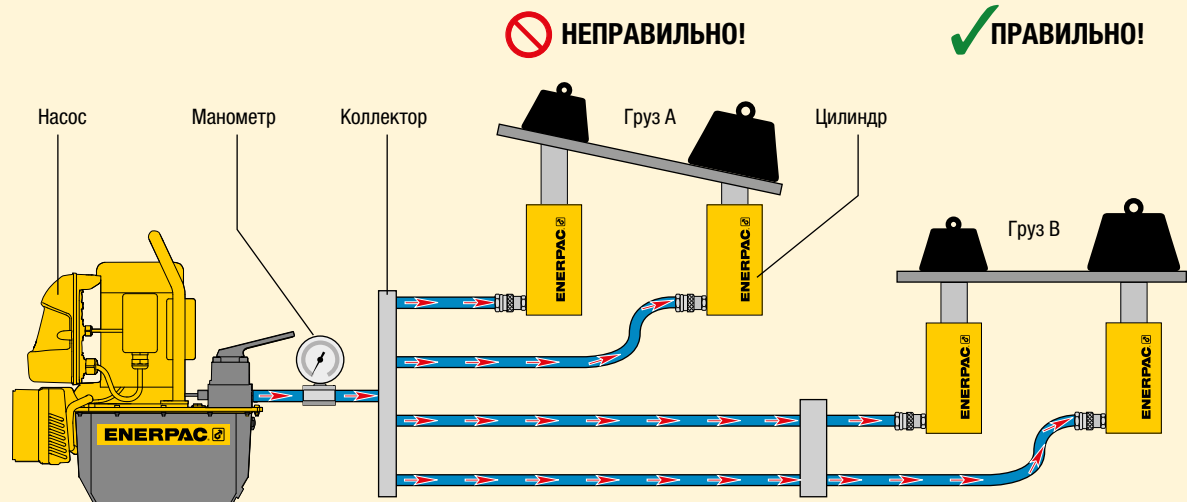 НЕПРАВИЛЬНО!
ПРАВИЛЬНО!
Насос
Манометр
Коллектор
Груз А
Цилиндр
Груз В
ENERPAC
ENERPAC
ENERPAC
ENERPAC
ENERPAC